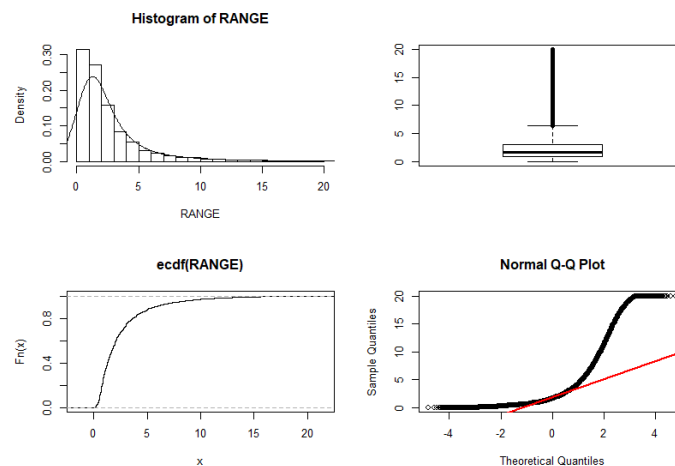 Histogram of RANGE
Density
0.00 0.10 0.20 0.30
0 5 10 15 20
RANGE
0 5 10 15 20
ecdf(RANGE)
Fn(x)
0.0 0.4 0.8
0 5 10 15 20
x
Normal Q-Q Plot
Sample Quantiles
0 5 10 15 20
-4 -2 0 2 4
Theoretical Quantiles